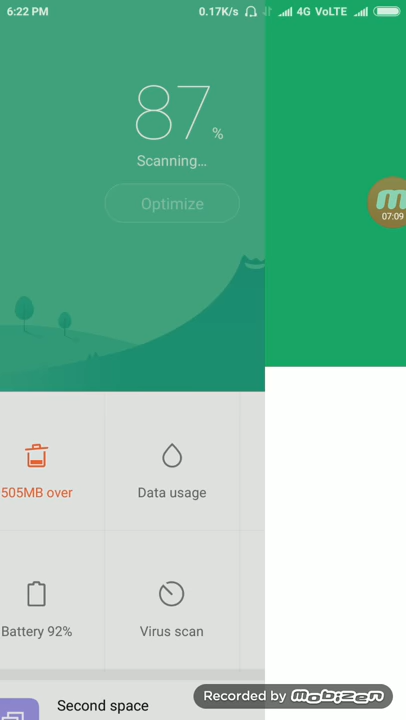 6:22 PM 0.17K/s 4G VoLTE
87%
Scanning...
Optimize
m
07:09
505MB over
Data usage
Battery 92%
Virus scan
Second space
Recorded by mobizen